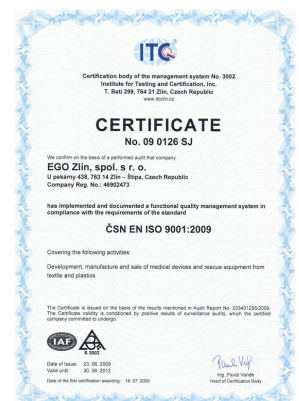 ITC
Certification body of the management system No. 3002
Institute for Testing and Certification, Inc.
T. Bati 299, 764 21 Zlín, Czech Republic
www.itczlin.cz
CERTIFICATE
No. 09 0126 SJ
We confirm on the basis of a performed audit that company
EGO Zlín, spol. s r. o.
U pekárny 438, 763 14 Zlín – Štípa, Czech Republic
Company Reg. No.: 46902473
has implemented and documented a functional quality management system in
compliance with the requirements of the standard
ČSN EN ISO 9001:2009
Covering the following activities:
Development, manufacture and sale of medical devices and rescue equipment from
textile and plastics
The Certificate is issued on the basis of the results mentioned in Audit Report No. 233401295/2009.
The Certificate validity is conditioned by positive results of surveillance audits, which the certified
company committed to undergo.
IAF
S 3002
Date of issue: 23. 06. 2009
Valid until: 30. 06. 2012
Ing. Pavel Vaněk
Head of Certification Body
Date of the first certification awarding: 18. 07. 2000